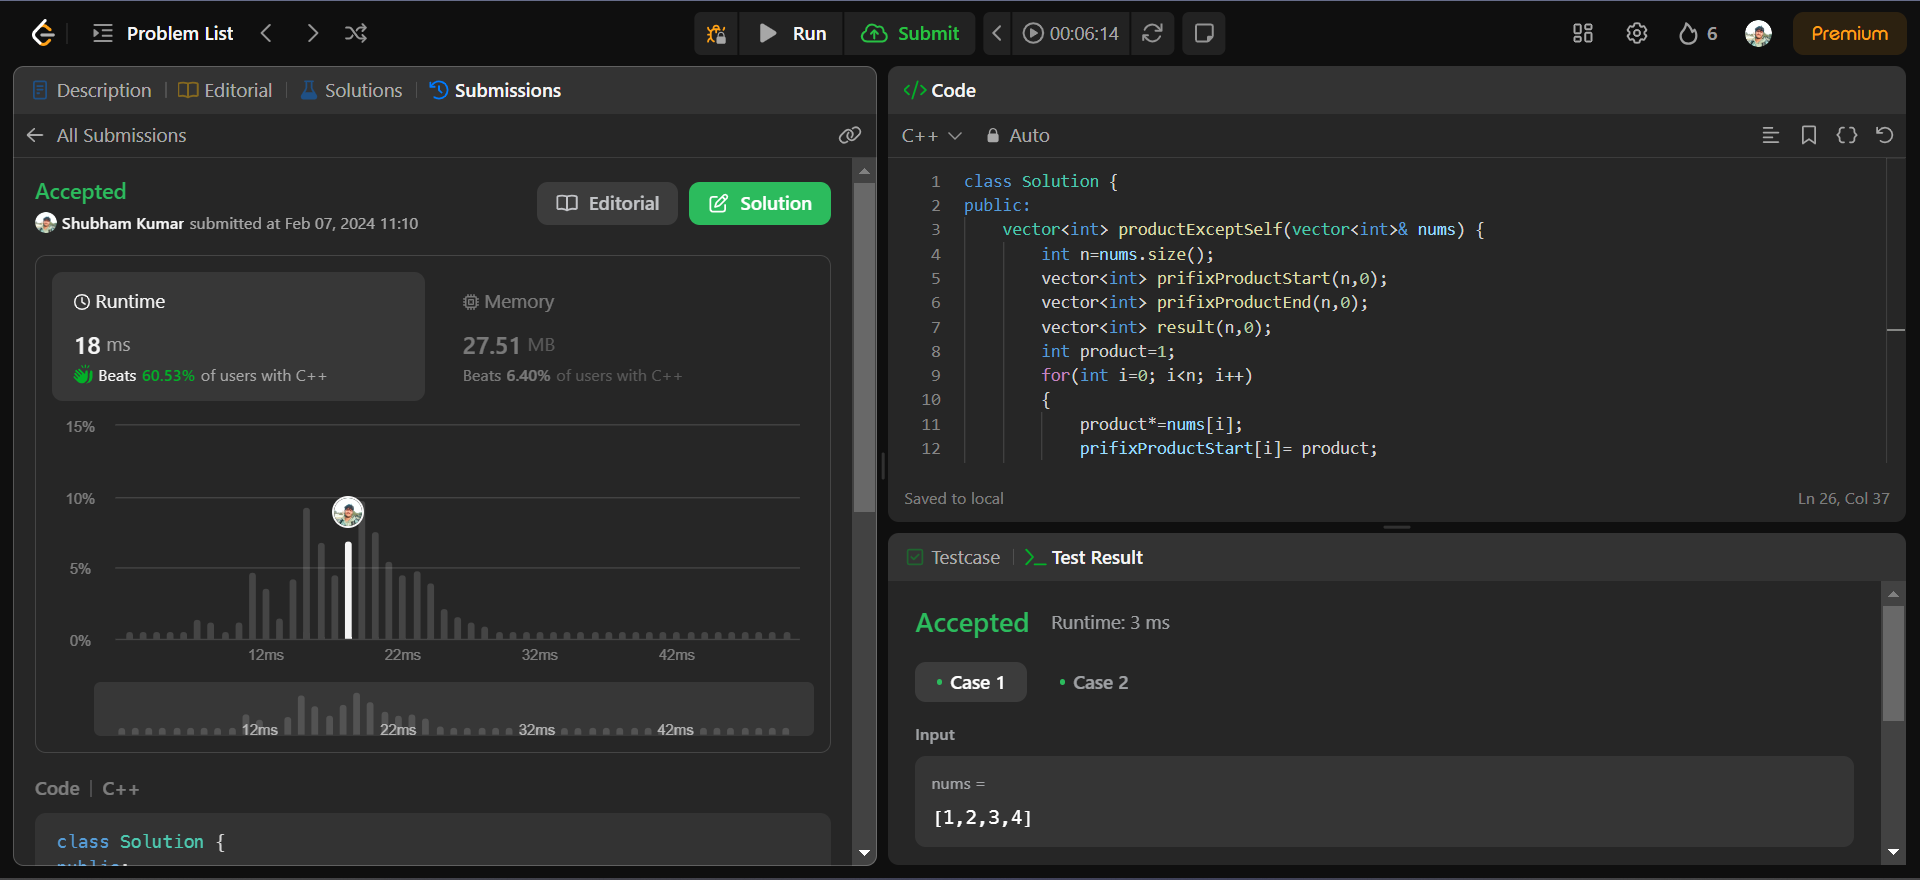 Problem List
Run
Submit
00:06:14
6
Premium
Description
Editorial
Solutions
Submissions
All Submissions
Accepted
Shubham Kumar submitted at Feb 07, 2024 11:10
Editorial
Solution
Runtime
18 ms
Beats 60.53% of users with C++
Memory
27.51 MB
Beats 6.40% of users with C++
15%
10%
5%
0%
12ms 22ms 32ms 42ms
12ms 22ms 32ms 42ms
Code | C++
class Solution {
public:
</> Code
C++
Auto
1 class Solution {
2 public:
3 vector<int> productExceptSelf(vector<int>& nums) {
4 int n=nums.size();
5 vector<int> prifixProductStart(n,0);
6 vector<int> prifixProductEnd(n,0);
7 vector<int> result(n,0);
8 int product=1;
9 for(int i=0; i<n; i++)
10 {
11 product*=nums[i];
12 prifixProductStart[i]= product;
Saved to local
Ln 26, Col 37
Testcase
Test Result
Accepted
Runtime: 3 ms
Case 1
Case 2
Input
nums =
[1,2,3,4]